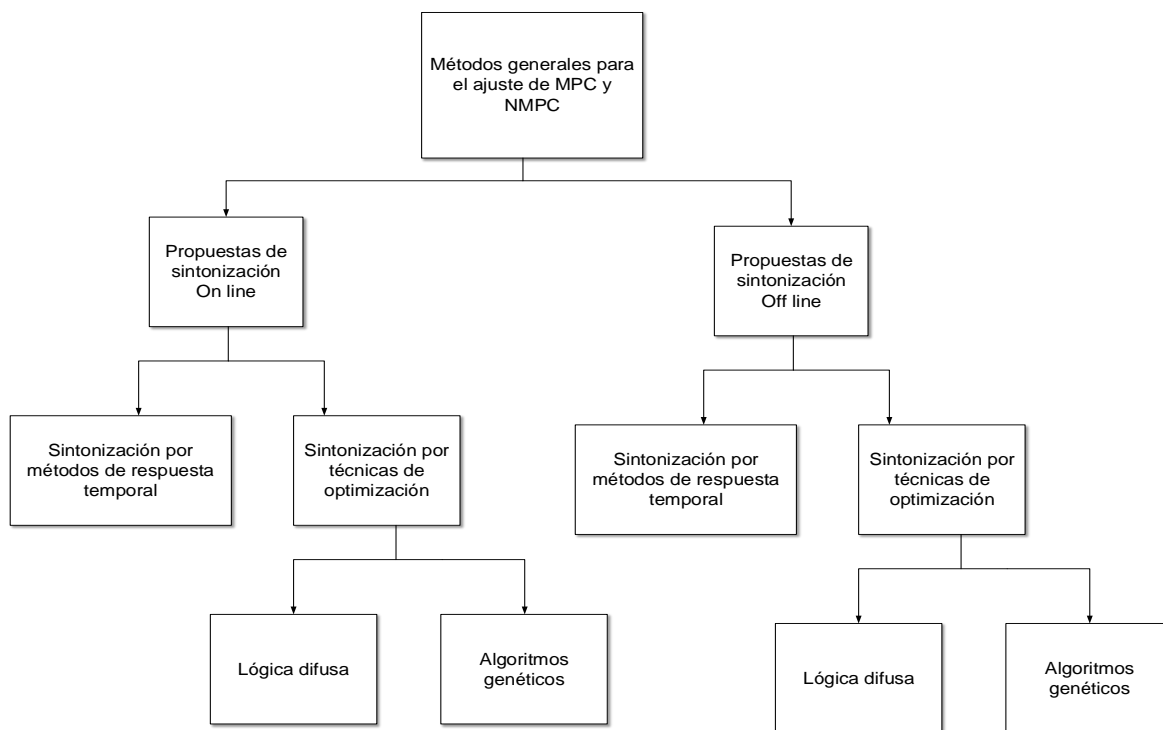 Métodos generales para
el ajuste de MPC y
NMPC
Propuestas de
sintonización
On line
Propuestas de
sintonización
Off line
Sintonización por
métodos de respuesta
temporal
Sintonización por
técnicas de
optimización
Sintonización por
métodos de respuesta
temporal
Sintonización por
técnicas de
optimización
Lógica difusa
Algoritmos
genéticos
Lógica difusa
Algoritmos
genéticos